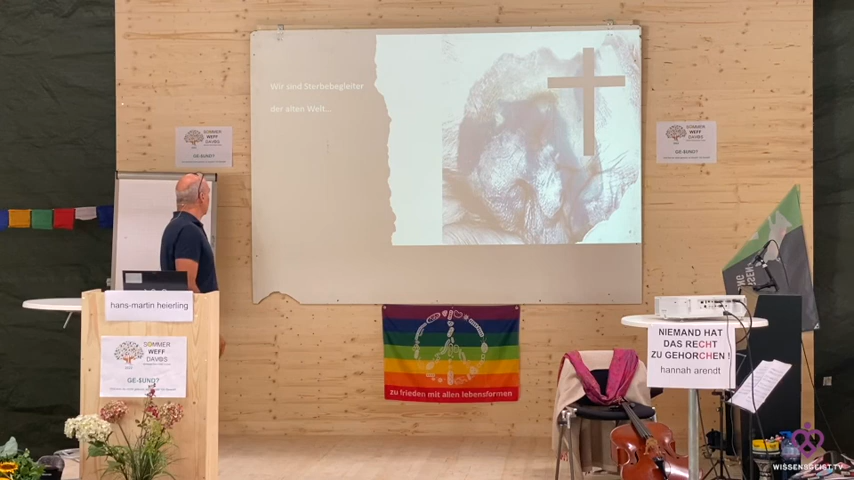 Wir sind Sterbebegleiter
der alten Welt...
SOMMER
WEFF
DAVOS
GE-SUND?
SOMMER
WEFF
DAVOS
GE-SUND?
hans-martin heierling
SOMMER
WEFF
DAVOS
GE-SUND?
zu frieden mit allen lebensformen
NIEMAND HAT
DAS RECHT
ZU GEHORCHEN!
hannah arendt
WISSENSGEIST.TV